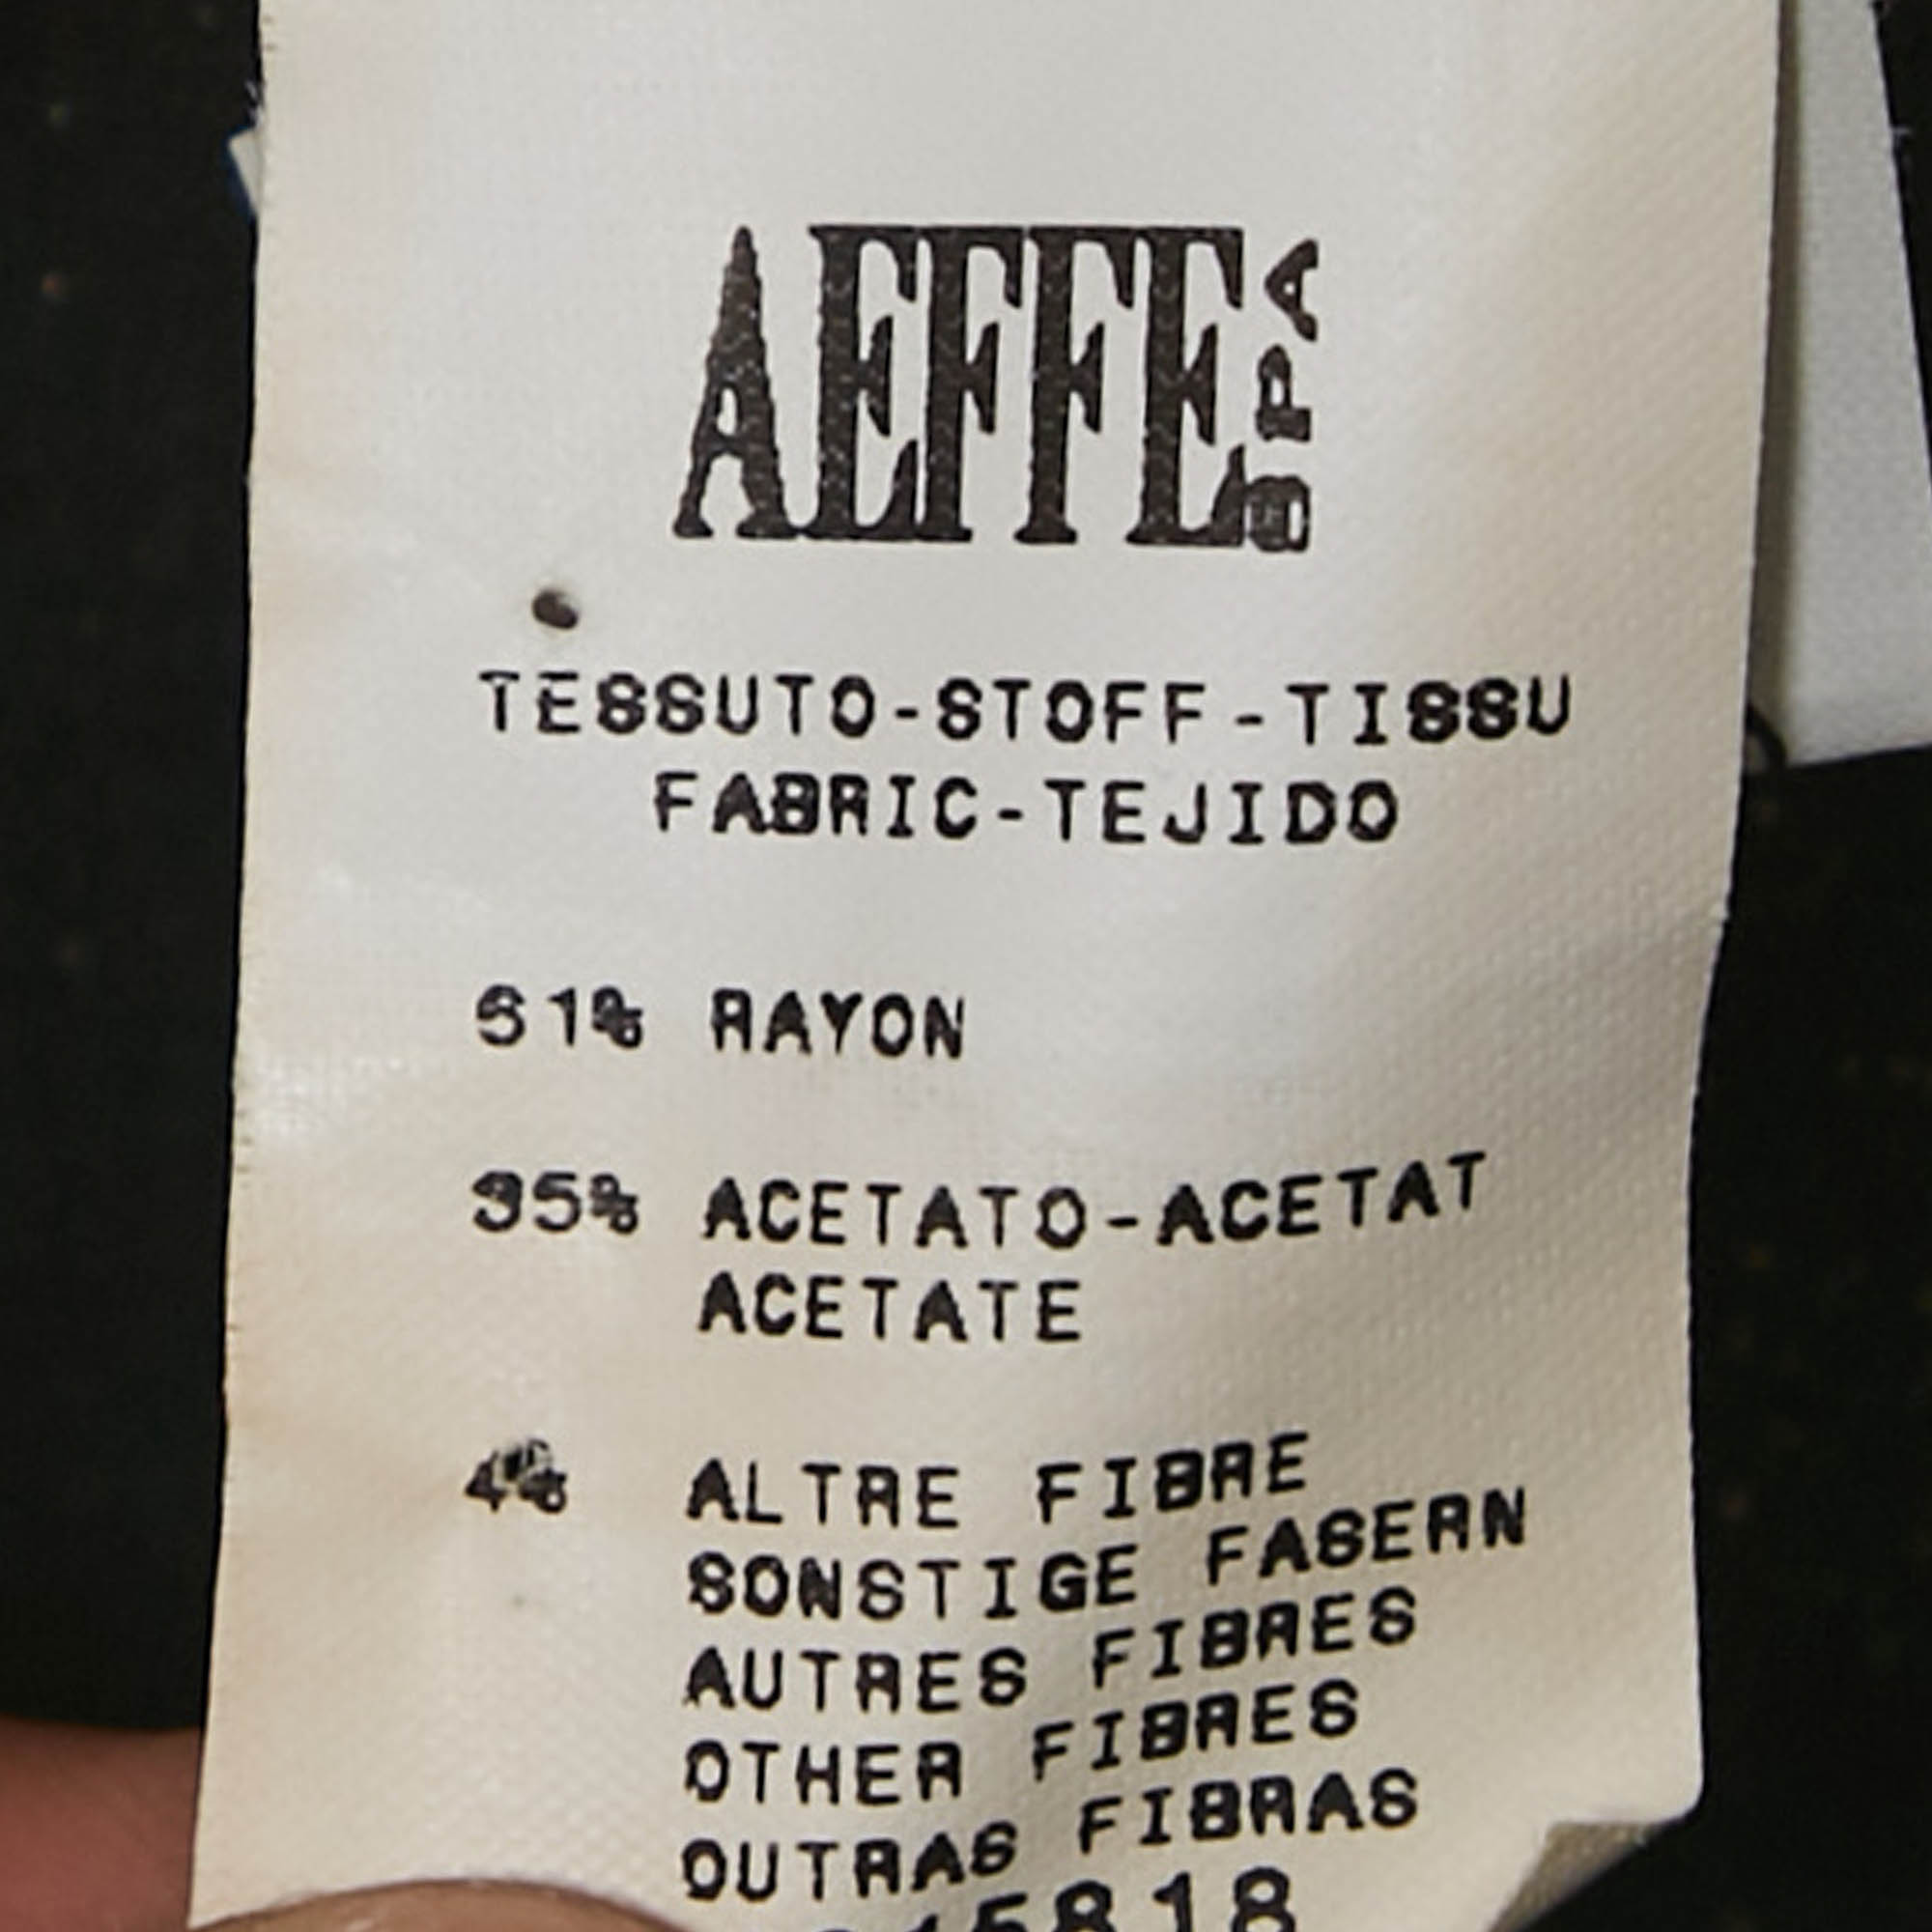 AEFFE SPA
TESSUTO-STOFF-TISSU
FABRIC-TEJIDO
61% RAYON
35% ACETATO-ACETAT
ACETATE
4% ALTRE FIBRE
SONSTIGE FASERN
AUTRES FIBRES
OTHER FIBRES
OUTRAS FIBRAS